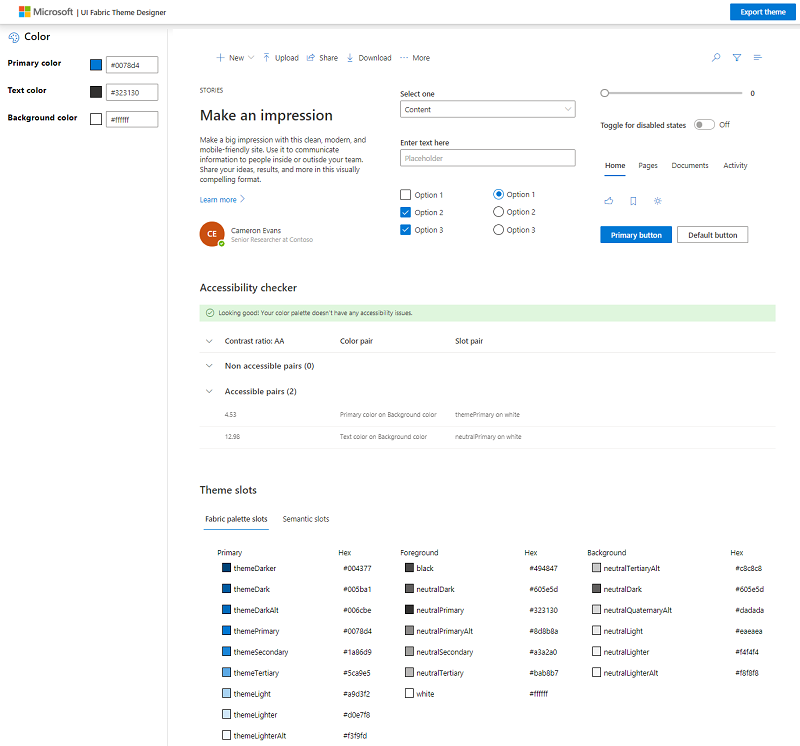 Microsoft | UI Fabric Theme Designer
Export theme
Color
Primary color #0078d4
Text color #323130
Background color #ffffff
New Upload Share Download More
STORIES
Make an impression
Make a big impression with this clean, modern, and
mobile-friendly site. Use it to communicate
information to people inside or outisde your team.
Share your ideas, results, and more in this visually
compelling format.
Learn more
CE
Cameron Evans
Senior Researcher at Contoso
Select one
Content
Enter text here
Placeholder
Option 1 Option 1
Option 2 Option 2
Option 3 Option 3
0
Toggle for disabled states Off
Home Pages Documents Activity
Primary button Default button
Accessibility checker
Looking good! Your color palette doesn't have any accessibility issues.
Contrast ratio: AA Color pair Slot pair
Non accessible pairs (0)
Accessible pairs (2)
4.53 Primary color on Background color themePrimary on white
12.98 Text color on Background color neutralPrimary on white
Theme slots
Fabric palette slots Semantic slots
Primary Hex Foreground Hex Background Hex
themeDarker #004377 black #494847 neutralTertiaryAlt #c8c8c8
themeDark #005ba1 neutralDark #605e5d neutralDark #605e5d
themeDarkAlt #006cbe neutralPrimary #323130 neutralQuaternaryAlt #dadada
themePrimary #0078d4 neutralPrimaryAlt #8d8b8a neutralLight #eaeaea
themeSecondary #1a86d9 neutralSecondary #a3a2a0 neutralLighter #f4f4f4
themeTertiary #5ca9e5 neutralTertiary #bab8b7 neutralLighterAlt #f8f8f8
themeLight #a9d3f2 white #ffffff
themeLighter #d0e7f8
themeLighterAlt #f3f9fd